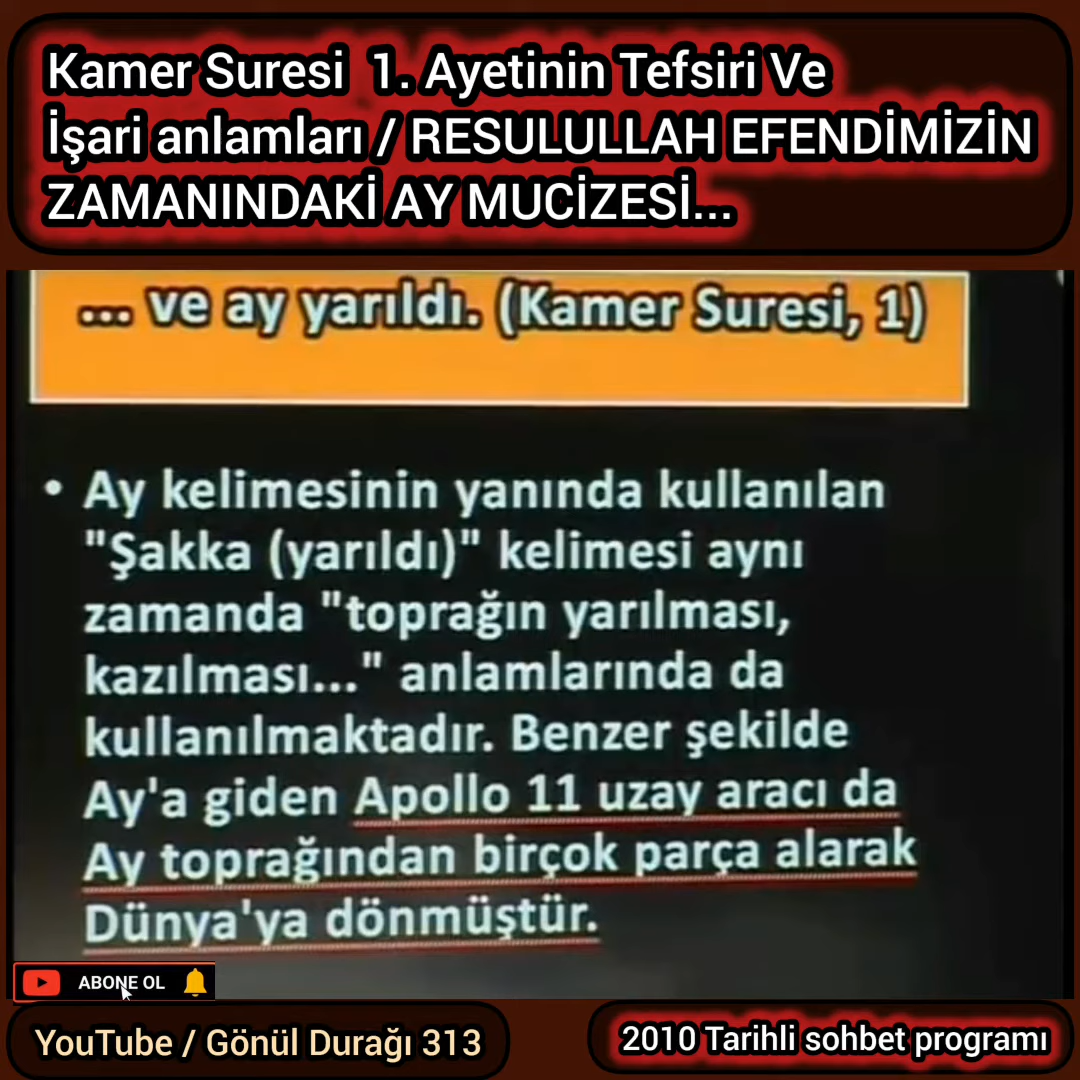 Kamer Suresi 1. Ayetinin Tefsiri Ve
İşari anlamları / RESULULLAH EFENDİMİZİN
ZAMANINDAKİ AY MUCİZESİ...
... ve ay yarıldı. (Kamer Suresi, 1)
• Ay kelimesinin yanında kullanılan
"Şakka (yarıldı)" kelimesi aynı
zamanda "toprağın yarılması,
kazılması..." anlamlarında da
kullanılmaktadır. Benzer şekilde
Ay'a giden Apollo 11 uzay aracı da
Ay toprağından birçok parça alarak
Dünya'ya dönmüştür.
ABONE OL
YouTube / Gönül Durağı 313
2010 Tarihli sohbet programı